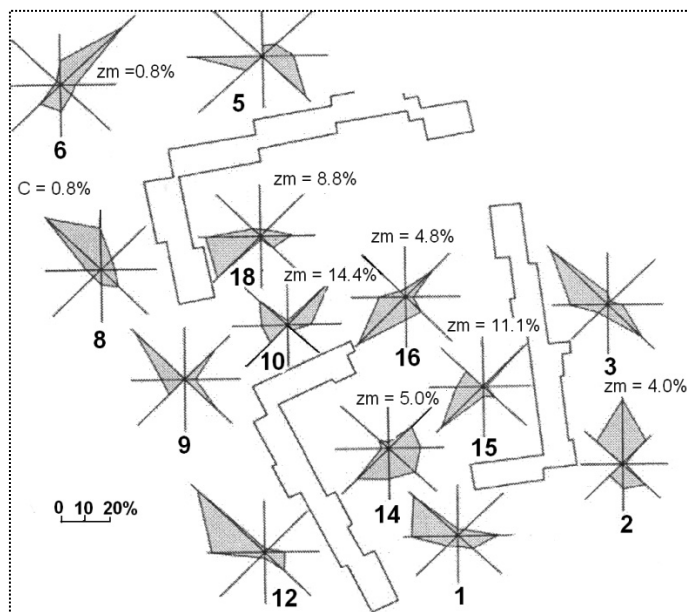 zm =0.8%
5
6
C = 0.8%
zm = 8.8%
zm = 4.8%
18
zm = 14.4%
8
zm = 11.1%
10
16
3
zm = 4.0%
9
zm = 5.0%
15
0 10 20%
14
2
12
1